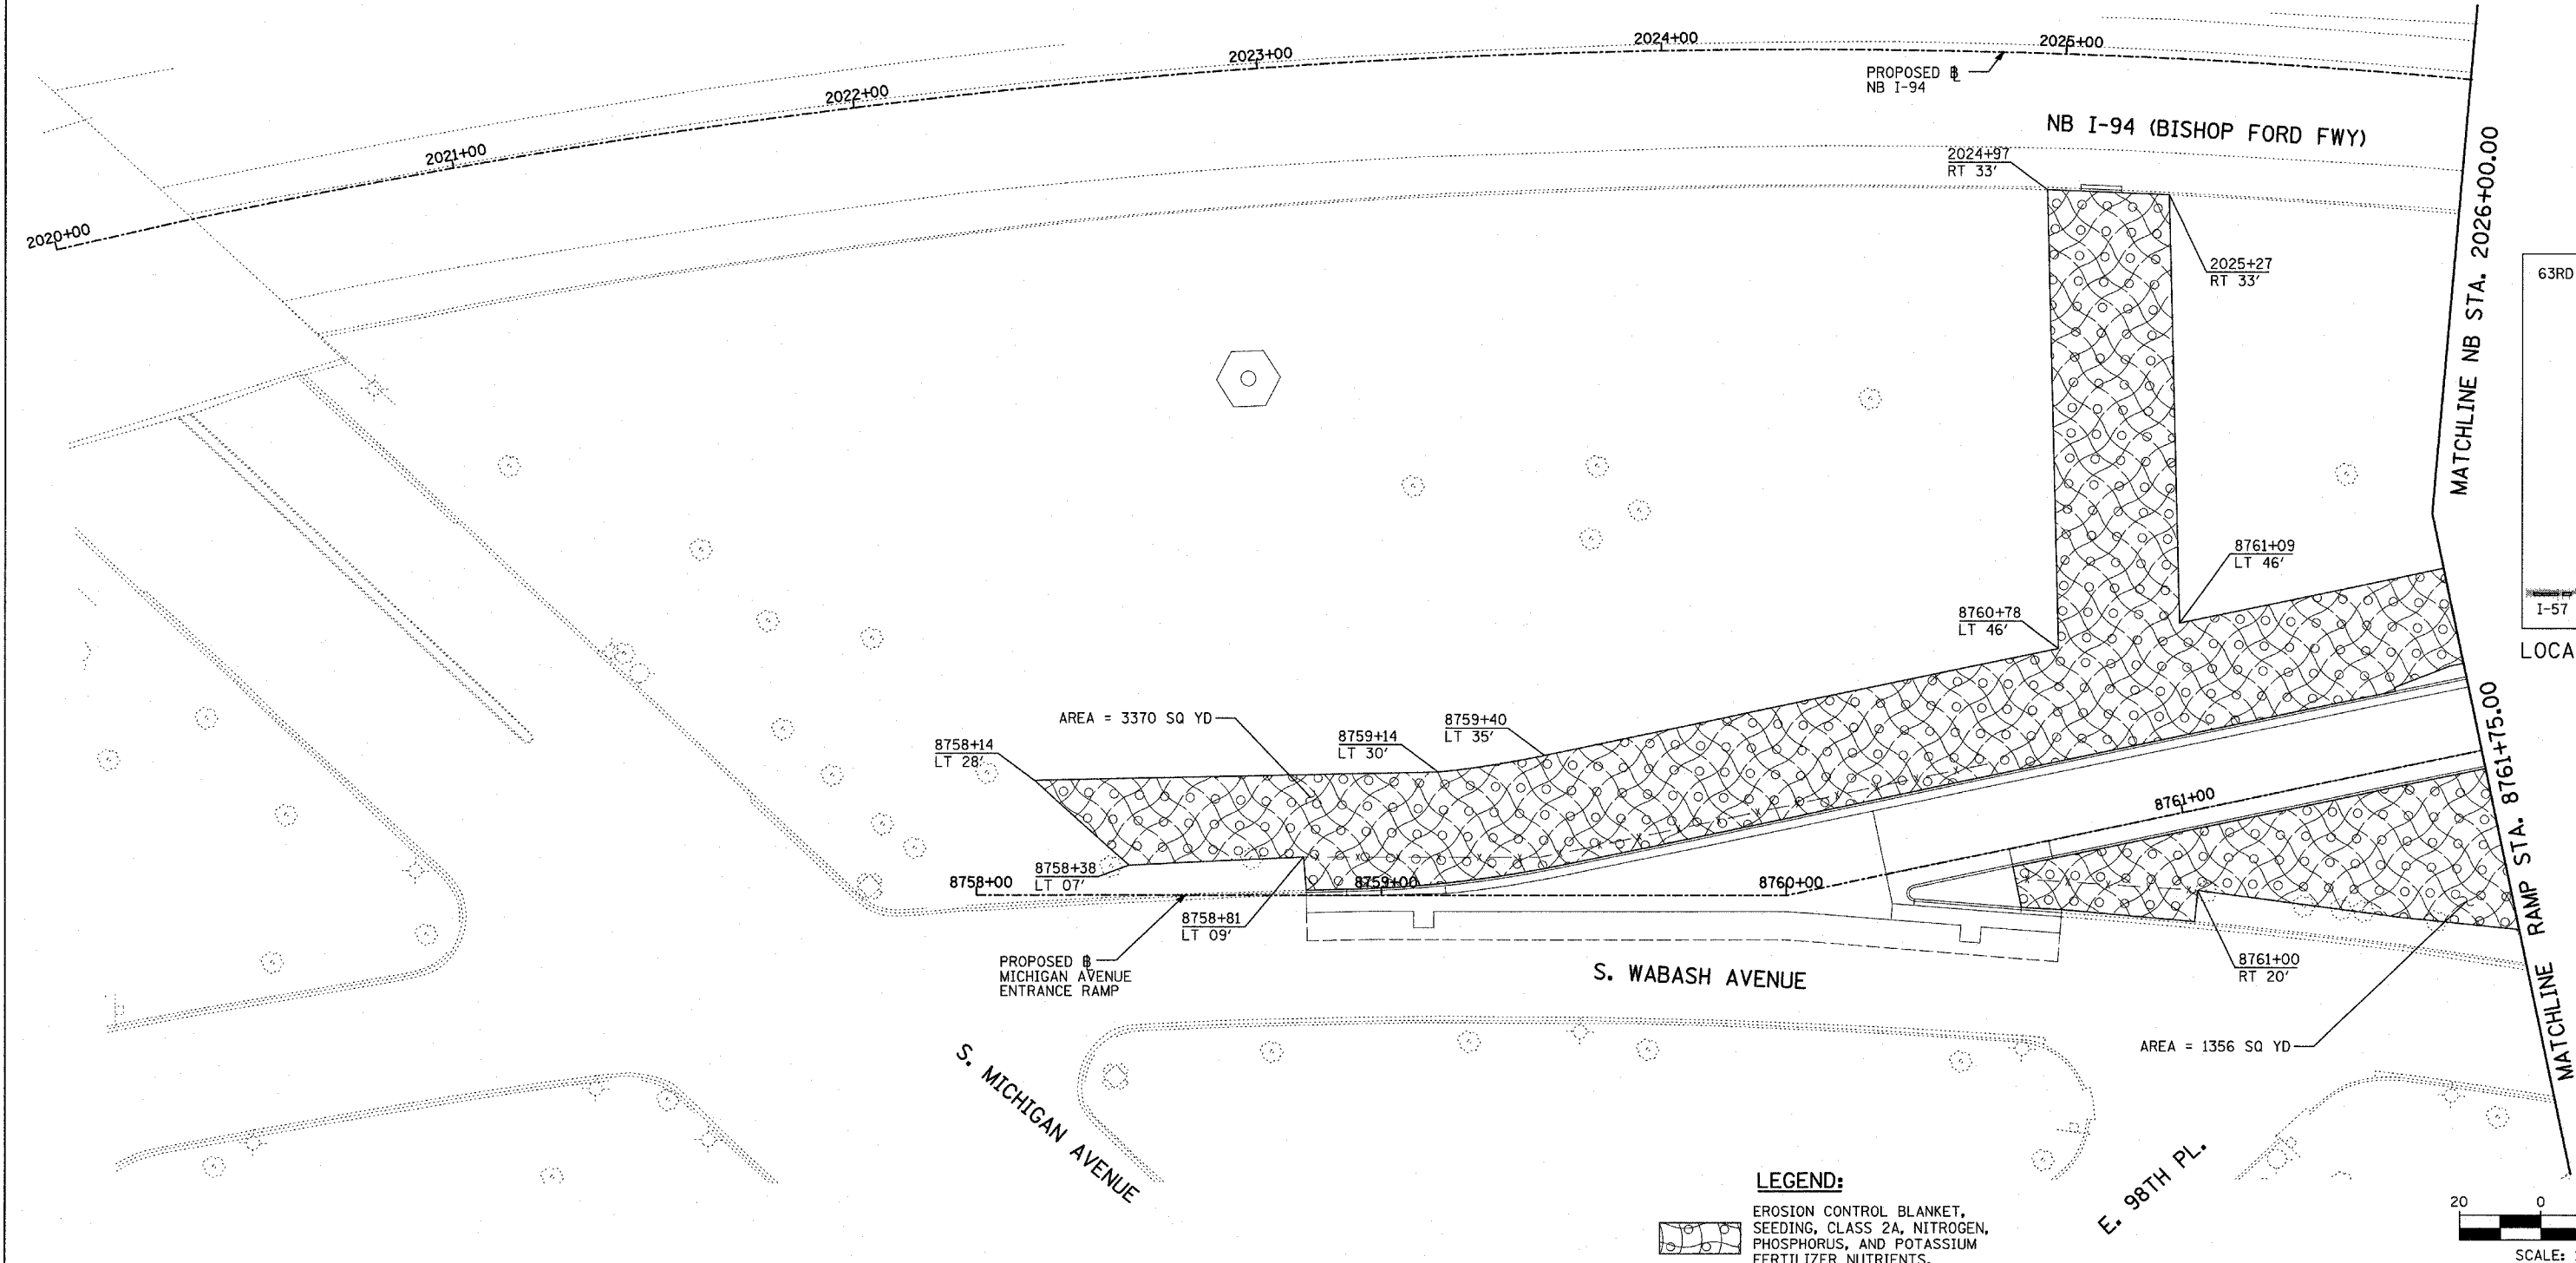 2020+00
2021+00
2022+00
2023+00
2024+00
2025+00
PROPOSED ℄
NB I-94
NB I-94 (BISHOP FORD FWY)
2024+97
RT 33'
2025+27
RT 33'
MATCHLINE NB STA. 2026+00.00
63RD
I-57
LOCA
8761+09
LT 46'
8760+78
LT 46'
AREA = 3370 SQ YD
8759+14
LT 30'
8759+40
LT 35'
8758+14
LT 28'
8758+38
LT 07'
8758+00
8759+00
8760+00
8761+00
8758+81
LT 09'
PROPOSED ℄
MICHIGAN AVENUE
ENTRANCE RAMP
S. WABASH AVENUE
8761+00
RT 20'
AREA = 1356 SQ YD
MATCHLINE RAMP STA. 8761+75.00
S. MICHIGAN AVENUE
E. 98TH PL.
LEGEND:
EROSION CONTROL BLANKET,
SEEDING, CLASS 2A, NITROGEN,
PHOSPHORUS, AND POTASSIUM
FERTILIZER NUTRIENTS.
20 0
SCALE: